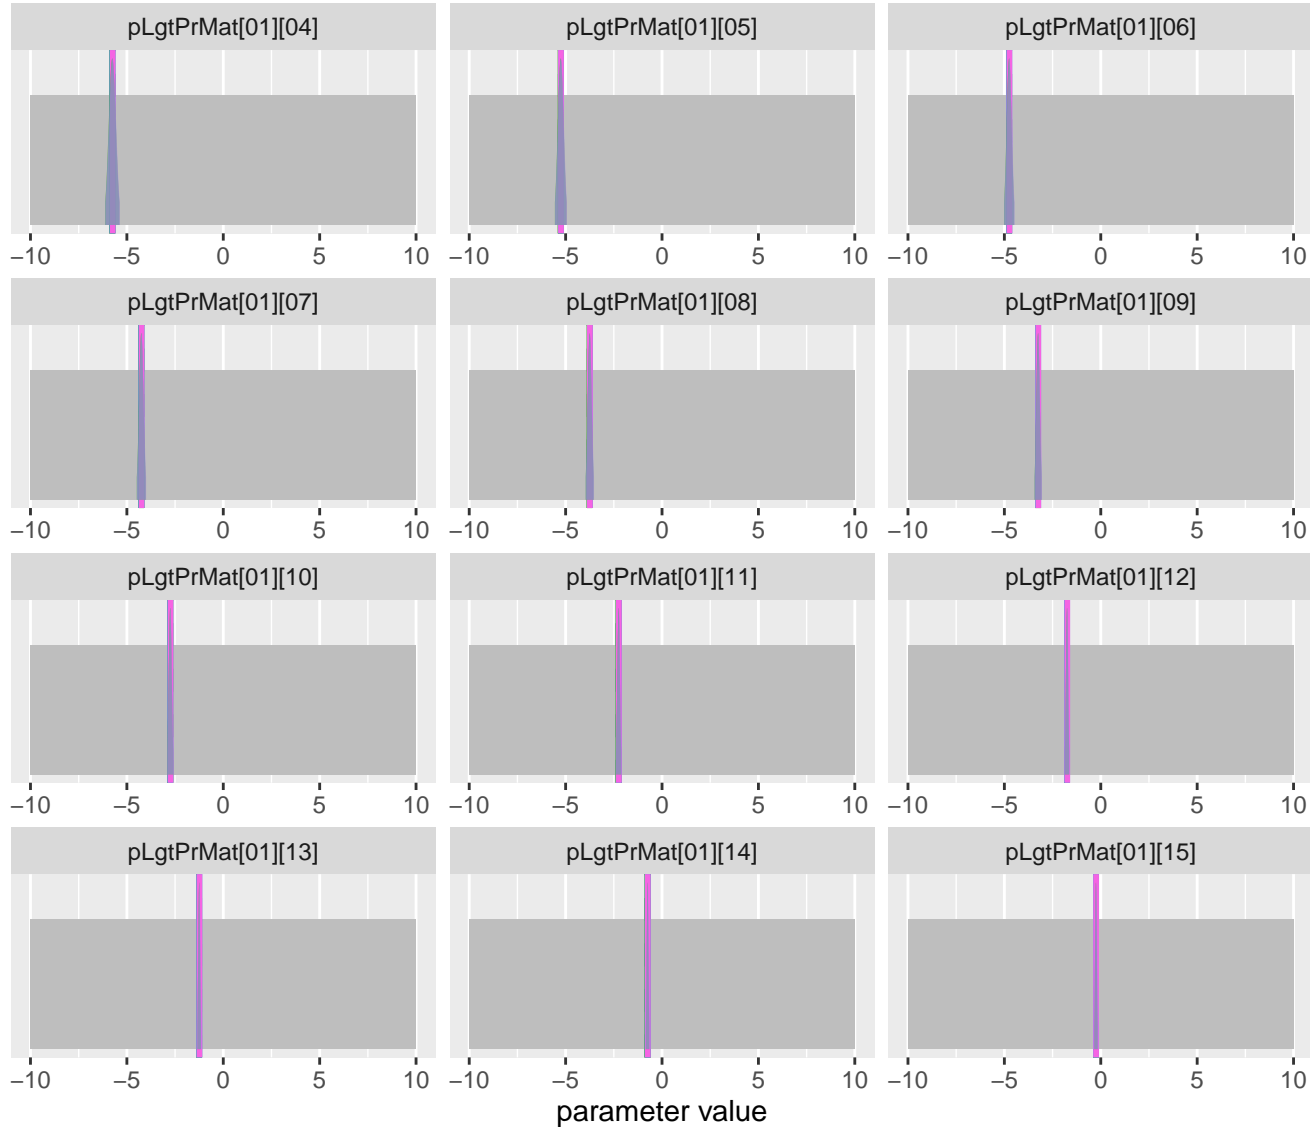 pLgtPrMat[01][04] pLgtPrMat[01][05] pLgtPrMat[01][06]
−10 −5 0 5 10 −10 −5 0 5 10 −10 −5 0 5 10
pLgtPrMat[01][07] pLgtPrMat[01][08] pLgtPrMat[01][09]
−10 −5 0 5 10 −10 −5 0 5 10 −10 −5 0 5 10
pLgtPrMat[01][10] pLgtPrMat[01][11] pLgtPrMat[01][12]
−10 −5 0 5 10 −10 −5 0 5 10 −10 −5 0 5 10
pLgtPrMat[01][13] pLgtPrMat[01][14] pLgtPrMat[01][15]
−10 −5 0 5 10 −10 −5 0 5 10 −10 −5 0 5 10
parameter value